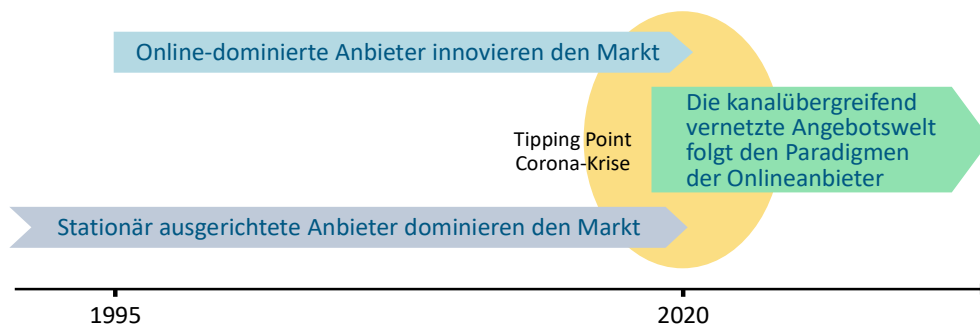 Online-dominierte Anbieter innovieren den Markt
Die kanalübergreifend
vernetzte Angebotswelt
folgt den Paradigmen
der Onlineanbieter
Tipping Point
Corona-Krise
Stationär ausgerichtete Anbieter dominieren den Markt
1995
2020